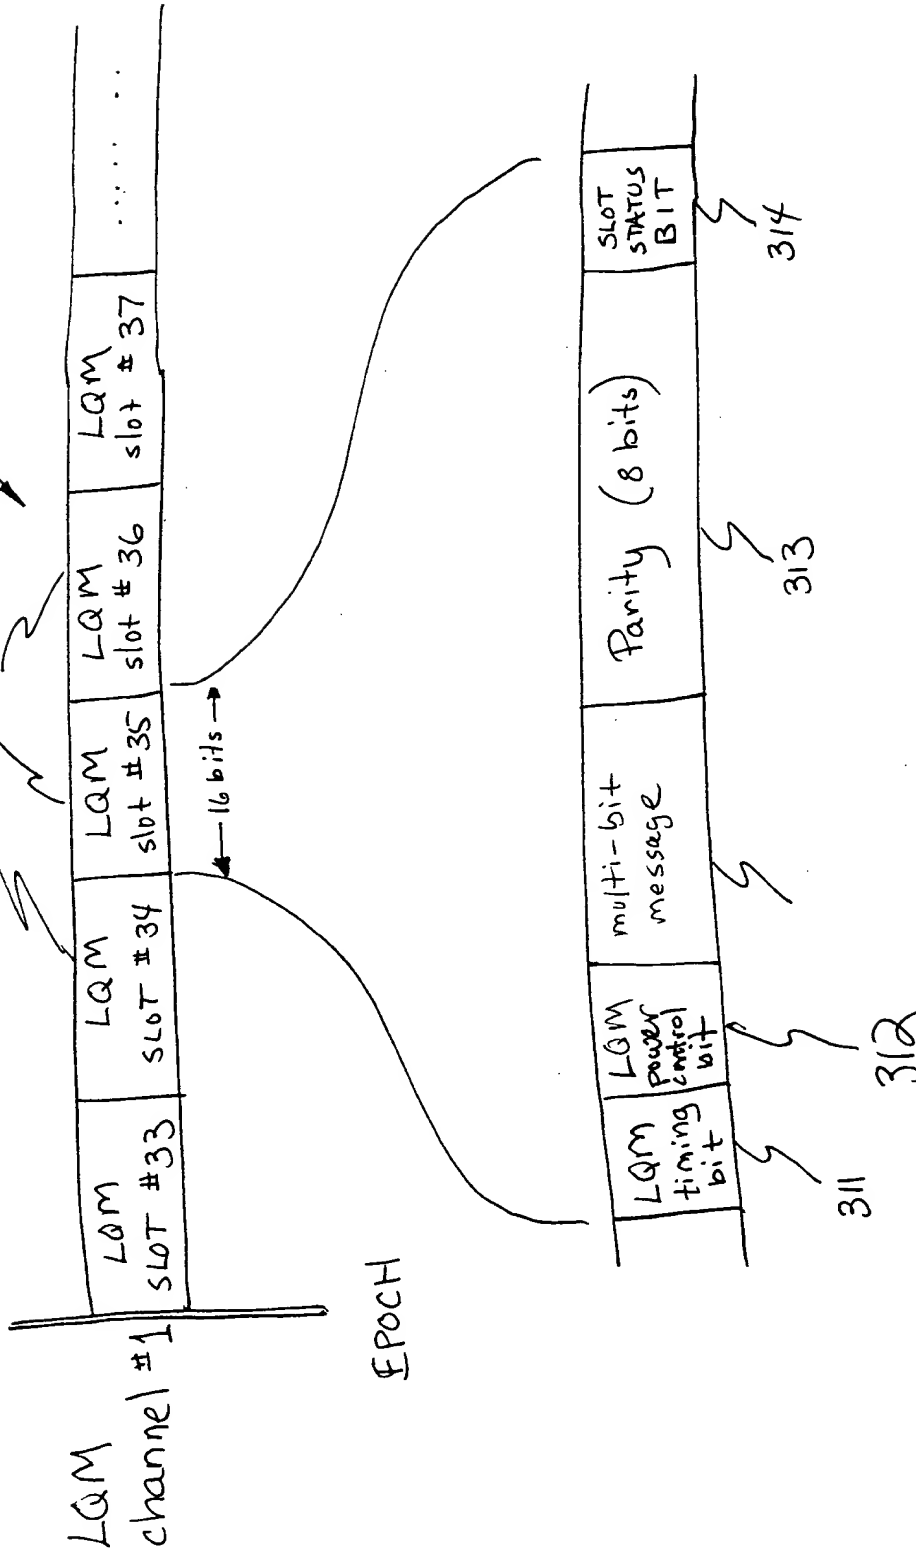 LQM
channel #1
LQM
SLOT #33
LQM
SLOT #34
LQM
slot #35
LQM
slot #36
LQM
slot #37
......
16 bits
EPOCH
LQM
timing
bit
LQM
power
control
bit
multi-bit
message
Parity (8 bits)
SLOT
STATUS
BIT
311
312
313
314